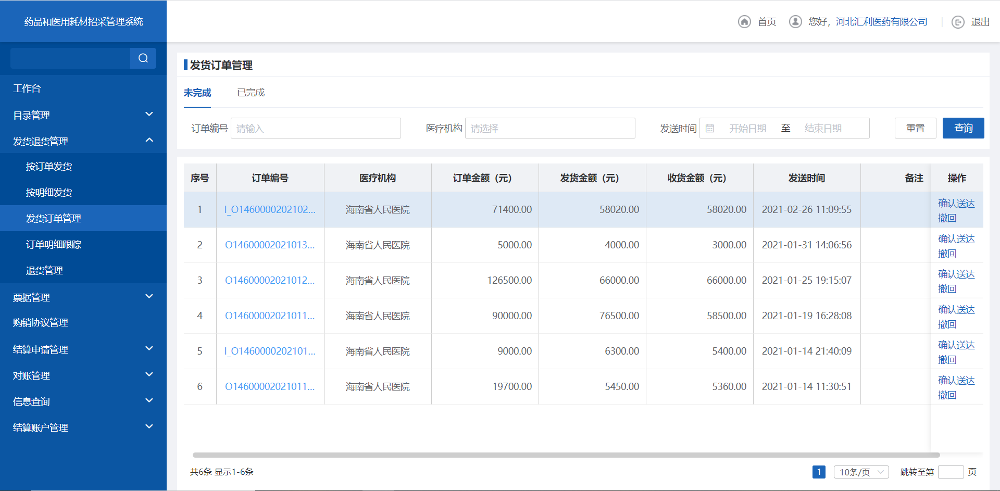 药品和医用耗材招采管理系统
首页 您好，河北汇利医药有限公司 退出
工作台
目录管理
发货退货管理
按订单发货
按明细发货
发货订单管理
订单明细跟踪
退货管理
票据管理
购销协议管理
结算申请管理
对账管理
信息查询
结算账户管理
发货订单管理
未完成 已完成
订单编号 请输入 医疗机构 请选择 发送时间 开始日期 至 结束日期 重置 查询
序号 订单编号 医疗机构 订单金额（元） 发货金额（元） 收货金额（元） 发送时间 备注 操作
1 I_O1460000202102... 海南省人民医院 71400.00 58020.00 58020.00 2021-02-26 11:09:55 确认送达
撤回
2 O14600002021013... 海南省人民医院 5000.00 4000.00 3000.00 2021-01-31 14:06:56 确认送达
撤回
3 O14600002021012... 海南省人民医院 126500.00 66000.00 66000.00 2021-01-25 19:15:07 确认送达
撤回
4 O14600002021011... 海南省人民医院 90000.00 76500.00 58500.00 2021-01-19 16:28:08 确认送达
撤回
5 I_O1460000202101... 海南省人民医院 9000.00 6300.00 5400.00 2021-01-14 21:40:09 确认送达
撤回
6 O14600002021011... 海南省人民医院 19700.00 5450.00 5360.00 2021-01-14 11:30:51 确认送达
撤回
共6条 显示1-6条 1 10条/页 跳转至第 页